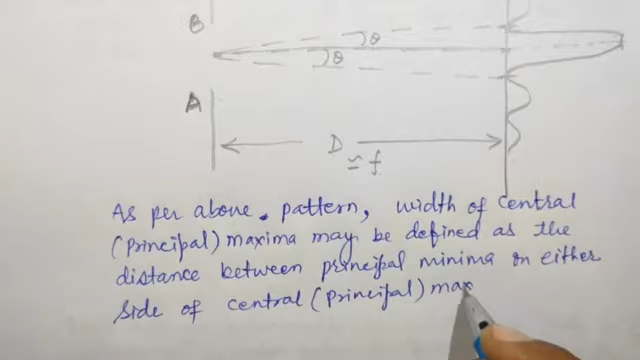 B
θ
θ
A
D
≃ f
As per above. pattern, width of central
(principal) maxima may be defined as the
distance between principal minima on either
side of central (principal) max